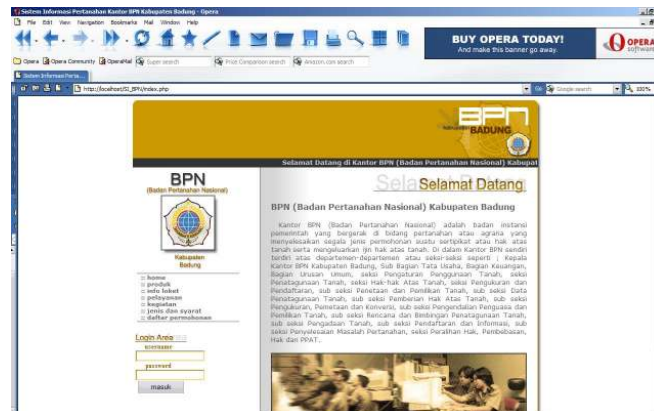 Sistem Informasi Pertanahan Kantor BPN Kabupaten Badung - Opera
File Edit View Navigation Bookmarks Mail Window Help
BUY OPERA TODAY!
And make this banner go away.
OPERA
software
Opera Opera Community OperaMail Super search Price Comparison search Amazon.com search
Sistem Informasi Perta...
http://localhost/SI_BPN/index.php Go Google search 100%
BPN
kabupaten BADUNG
Selamat Datang di Kantor BPN (Badan Pertanahan Nasional) Kabupat
BPN
(Badan Pertanahan Nasional)
Kabupaten
Badung
:: home
:: produk
:: info loket
:: pelayanan
:: kegiatan
:: jenis dan syarat
:: daftar permohonan
Login Area ::::
username
password
masuk
Selamat Datang
BPN (Badan Pertanahan Nasional) Kabupaten Badung
Kantor BPN (Badan Pertanahan Nasional) adalah badan instansi
pemerintah yang bergerak di bidang pertanahan atau agraria yang
menyelesaikan segala jenis permohonan suatu sertipikat atau hak atas
tanah serta mengeluarkan ijin hak atas tanah. Di dalam Kantor BPN sendiri
terdiri atas departemen-departemen atau seksi-seksi seperti ; Kepala
Kantor BPN Kabupaten Badung, Sub Bagian Tata Usaha, Bagian Keuangan,
Bagian Urusan Umum, seksi Pengaturan Penggunaan Tanah, seksi
Penatagunaan Tanah, seksi Hak-hak Atas Tanah, seksi Pengukuran dan
Pendaftaran, sub seksi Penetaan dan Pemilikan Tanah, sub seksi Data
Penatagunaan Tanah, sub seksi Pemberian Hak Atas Tanah, sub seksi
Pengukuran, Pemetaan dan Konversi, sub seksi Pengendalian Penguasa dan
Pemilikan Tanah, sub seksi Rencana dan Bimbingan Penatagunaan Tanah,
sub seksi Pengadaan Tanah, sub seksi Pendaftaran dan Informasi, sub
seksi Penyelesaian Masalah Pertanahan, seksi Peralihan Hak, Pembebasan,
Hak dan PPAT.